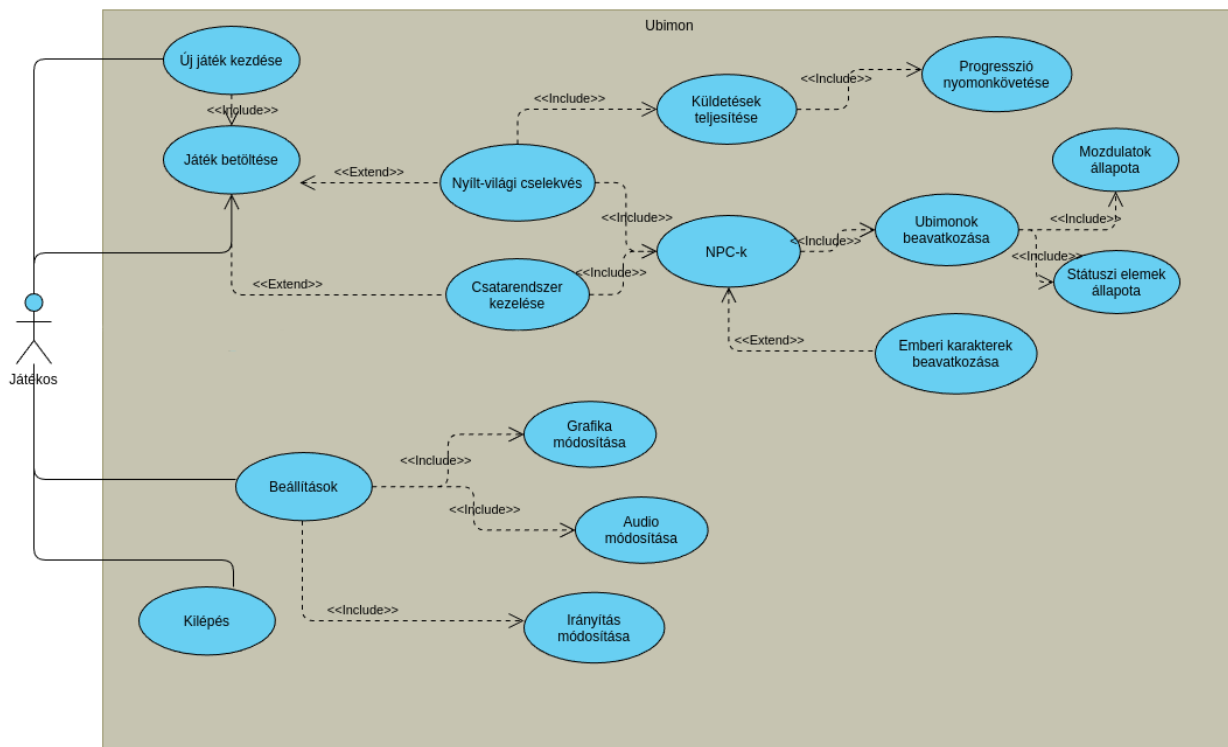 Ubimon
Új játék kezdése
<<Include>>
Játék betöltése
<<Extend>>
Nyílt-világi cselekvés
<<Include>>
Küldetések
teljesítése
<<Include>>
Progresszió
nyomonkövetése
<<Include>>
NPC-k
<<Include>>
Ubimonok
beavatkozása
<<Include>>
Mozdulatok
állapota
<<Include>>
Státuszi elemek
állapota
<<Extend>>
Csatarendszer
kezelése
<<Include>>
<<Extend>>
Emberi karakterek
beavatkozása
Játékos
Beállítások
<<Include>>
Grafika
módosítása
<<Include>>
Audio
módosítása
<<Include>>
Irányítás
módosítása
Kilépés